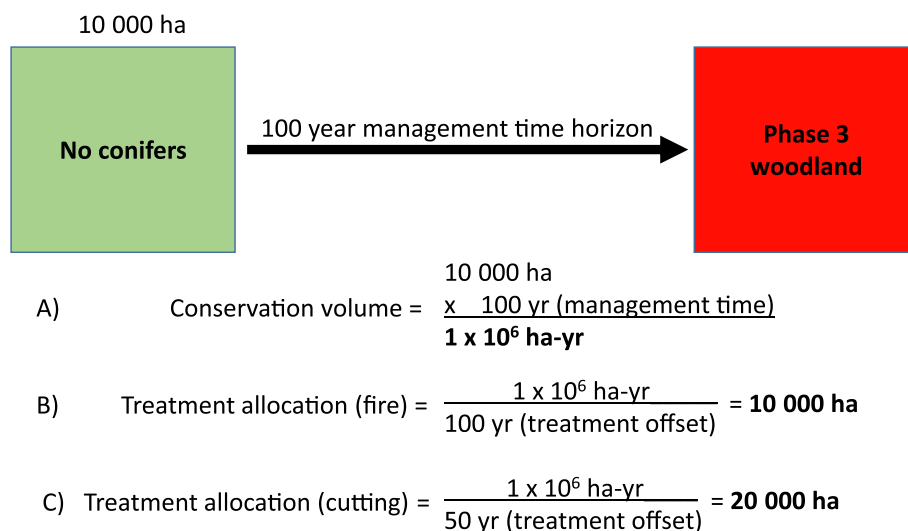 10 000 ha
No conifers
100 year management time horizon
Phase 3
woodland
10 000 ha
A) Conservation volume = x 100 yr (management time)
1 x 10⁶ ha-yr
1 x 10⁶ ha-yr
B) Treatment allocation (fire) = = 10 000 ha
100 yr (treatment offset)
1 x 10⁶ ha-yr
C) Treatment allocation (cutting) = = 20 000 ha
50 yr (treatment offset)